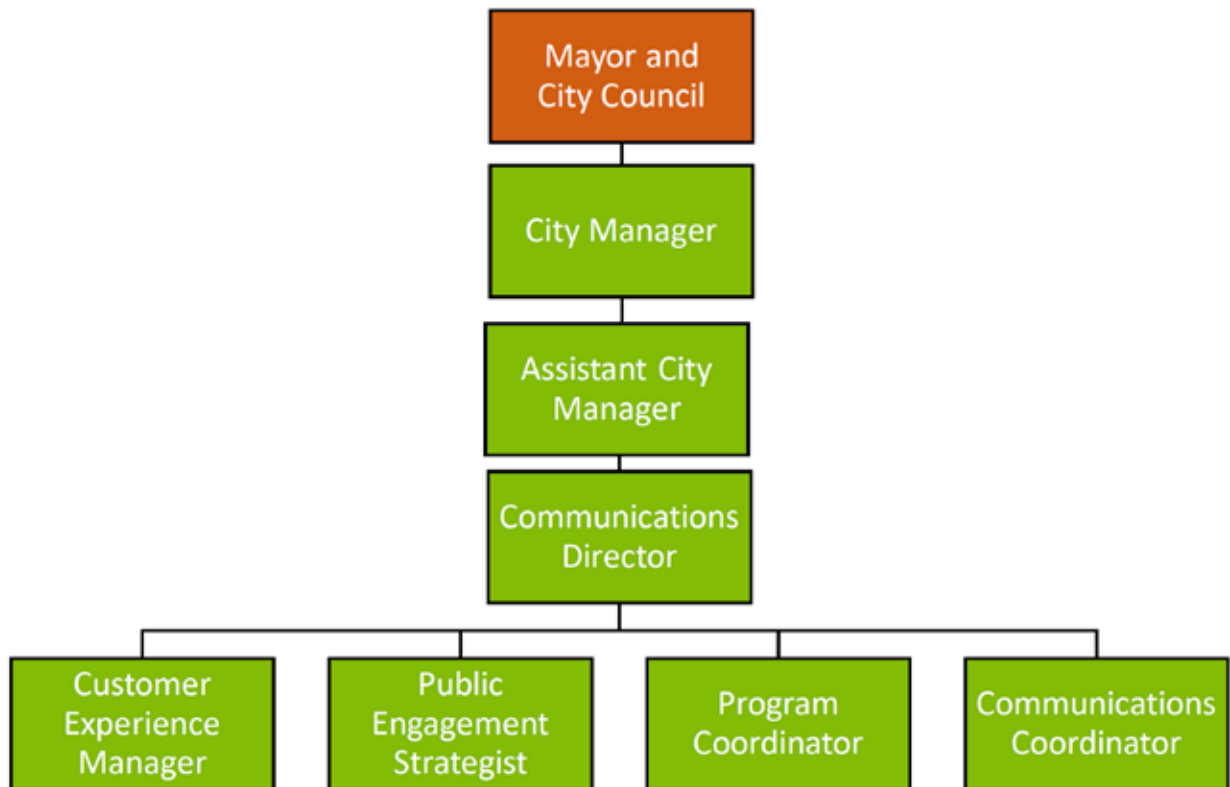 Mayor and
City Council
City Manager
Assistant City
Manager
Communications
Director
Customer
Experience
Manager
Public
Engagement
Strategist
Program
Coordinator
Communications
Coordinator